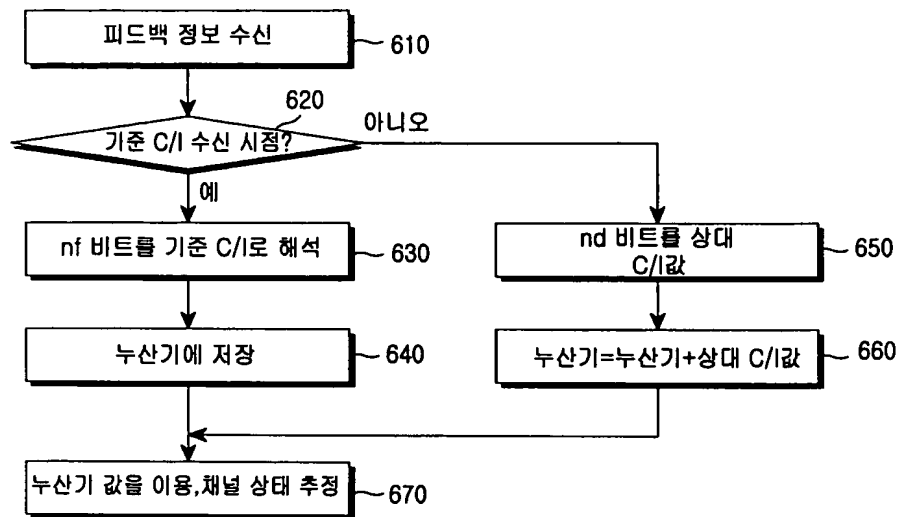 피드백 정보 수신
610
620
기준 C/I 수신 시점?
아니오
예
nf 비트를 기준 C/I로 해석
630
nd 비트를 상대
C/I값
650
누산기에 저장
640
누산기=누산기+상대 C/I값
660
누산기 값을 이용,채널 상태 추정
670